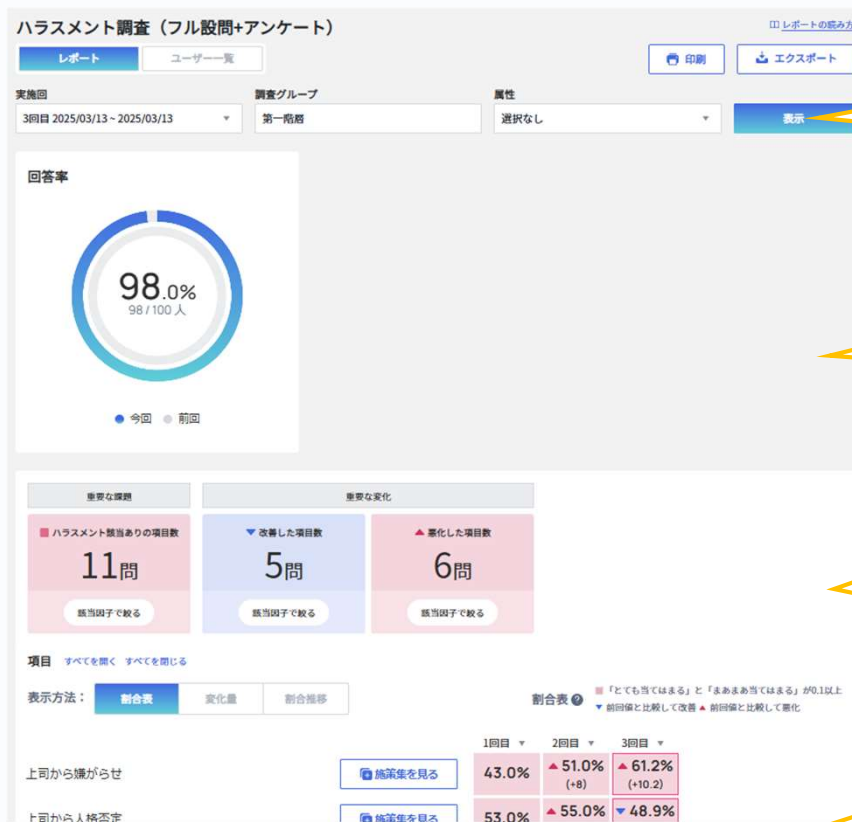 ハラスメント調査（フル設問+アンケート）
レポートの読み方
レポート ユーザー一覧 印刷 エクスポート
実施回 調査グループ 属性
3回目 2025/03/13 ~ 2025/03/13 第一階層 選択なし 表示
回答率
98.0%
98 / 100 人
今回 前回
重要な課題 重要な変化
ハラスメント該当ありの項目数 ▼ 改善した項目数 ▲ 悪化した項目数
11問 5問 6問
該当因子で絞る 該当因子で絞る 該当因子で絞る
項目 すべてを開く すべてを閉じる
表示方法： 割合表 変化量 割合推移
割合表 ? 「とても当てはまる」と「まあまあ当てはまる」が0.1以上
▼ 前回値と比較して改善 ▲ 前回値と比較して悪化
1回目 ▼ 2回目 ▼ 3回目 ▼
上司から嫌がらせ 施策集を見る 43.0% ▲ 51.0% ▲ 61.2%
(+8) (+10.2)
上司から人格否定 施策集を見る 53.0% ▲ 55.0% ▼ 48.9%